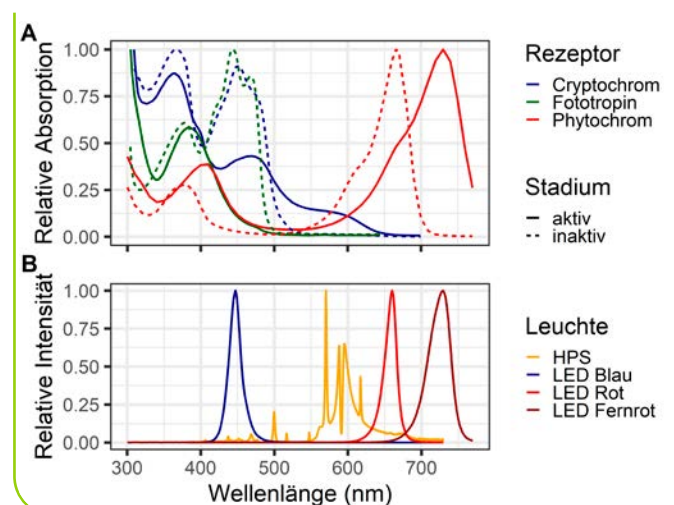 A
Relative Absorption
1.00
0.75
0.50
0.25
0.00
Rezeptor
Cryptochrom
Fototropin
Phytochrom
Stadium
aktiv
inaktiv
B
Relative Intensität
1.00
0.75
0.50
0.25
0.00
300 400 500 600 700
Wellenlänge (nm)
Leuchte
HPS
LED Blau
LED Rot
LED Fernrot